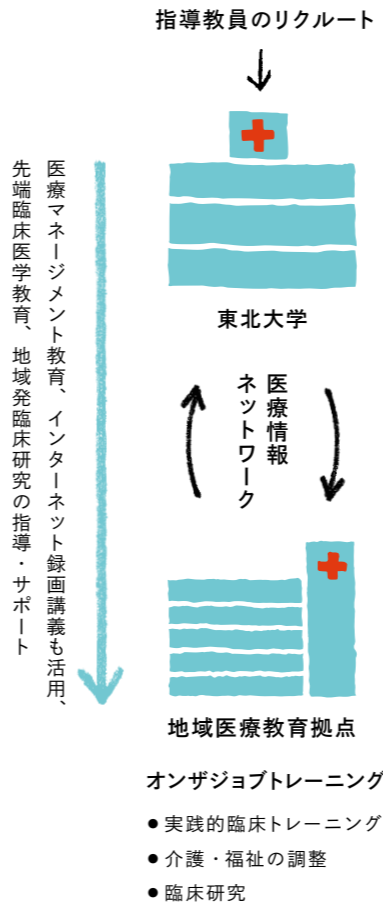 指導教員のリクルート
東北大学
医療情報
ネットワーク
医療マネージメント教育、インターネット録画講義も活用、
先端臨床医学教育、地域発臨床研究の指導・サポート
地域医療教育拠点
オンザジョブトレーニング
● 実践的臨床トレーニング
● 介護・福祉の調整
● 臨床研究